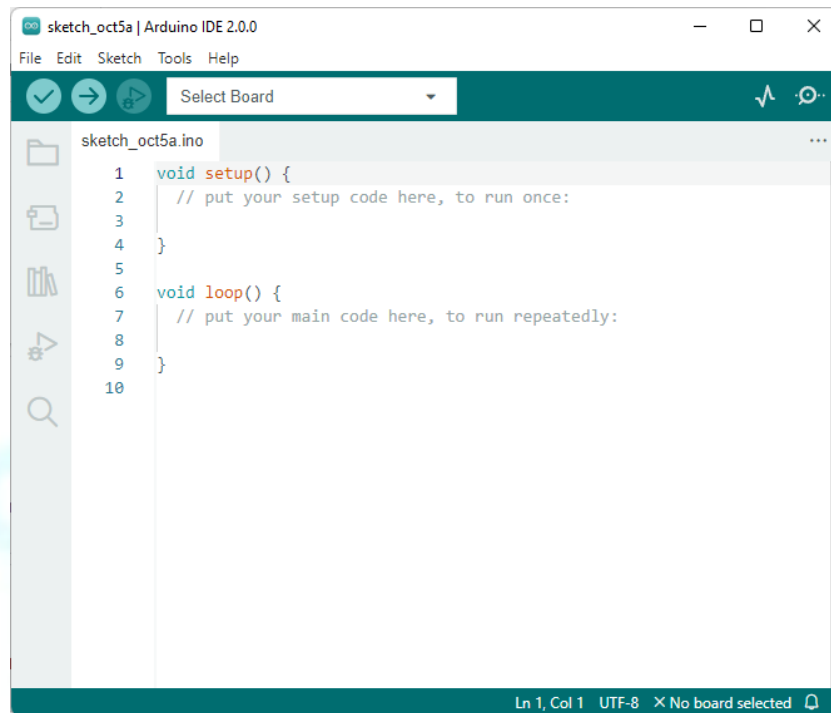 sketch_oct5a | Arduino IDE 2.0.0
File Edit Sketch Tools Help
Select Board
sketch_oct5a.ino
1 void setup() {
2 // put your setup code here, to run once:
3
4 }
5
6 void loop() {
7 // put your main code here, to run repeatedly:
8
9 }
10
Ln 1, Col 1 UTF-8 No board selected